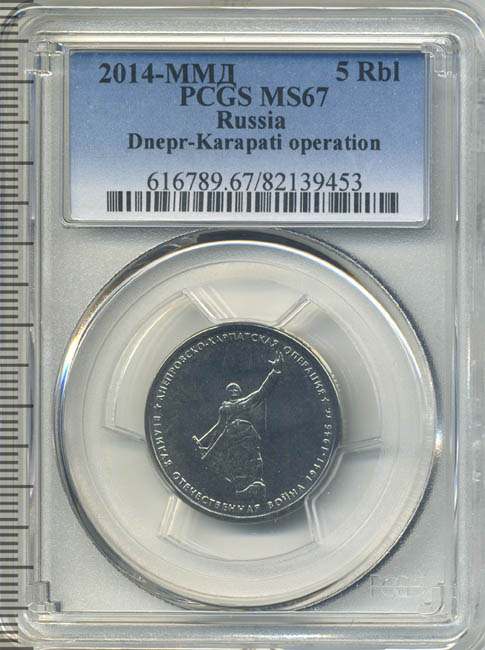 2014-ММД 5 Rbl
PCGS MS67
Russia
Dnepr-Karapati operation
616789.67/82139453
ДНЕПРОВСКО-КАРПАТСКАЯ ОПЕРАЦИЯ
ВЕЛИКАЯ ОТЕЧЕСТВЕННАЯ ВОЙНА 1941-1945